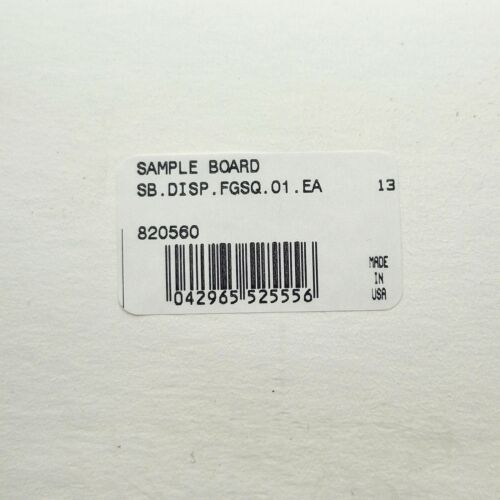 SAMPLE BOARD
SB.DISP.FGSQ.01.EA 13
820560
042965 525556
MADE
IN
USA